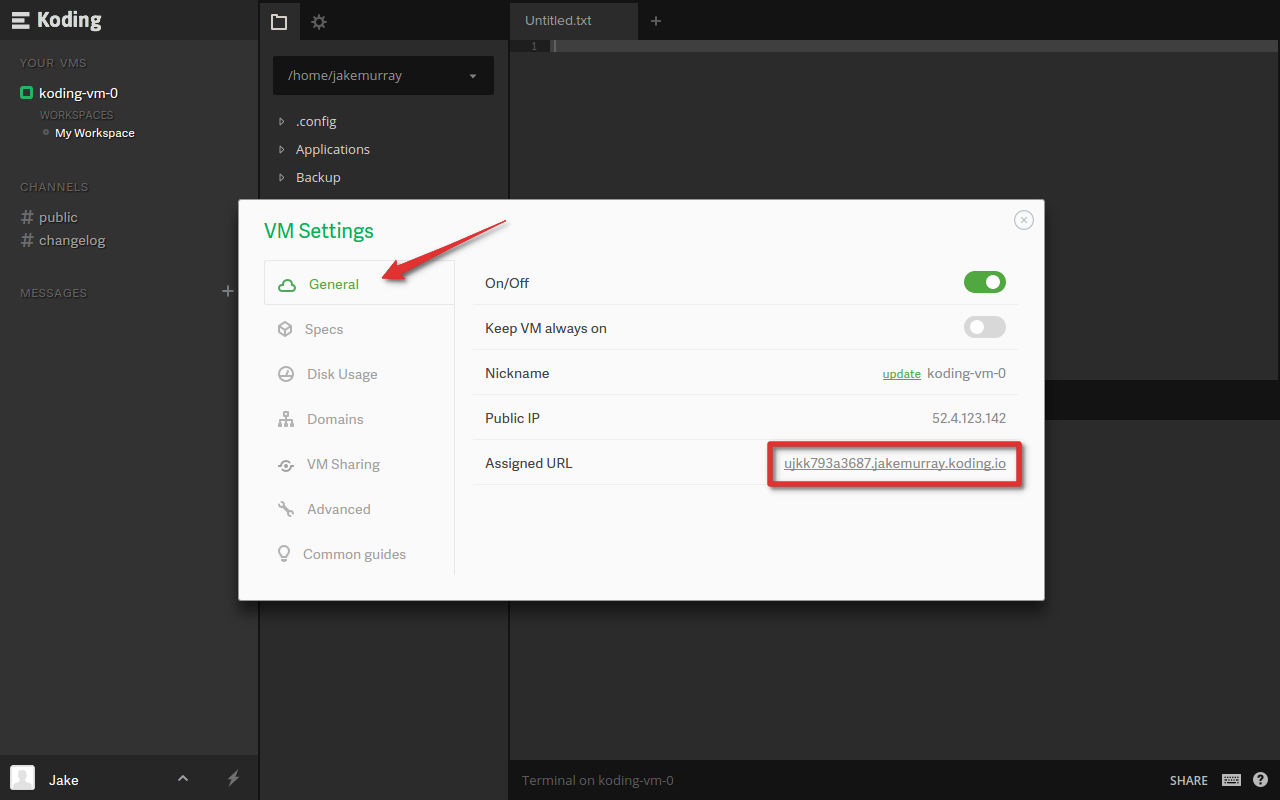 Koding
YOUR VMS
koding-vm-0
WORKSPACES
My Workspace
CHANNELS
# public
# changelog
MESSAGES
+
Jake
/home/jakemurray
.config
Applications
Backup
Untitled.txt
+
1
VM Settings
General
Specs
Disk Usage
Domains
VM Sharing
Advanced
Common guides
On/Off
Keep VM always on
Nickname update koding-vm-0
Public IP 52.4.123.142
Assigned URL ujkk793a3687.jakemurray.koding.io
Terminal on koding-vm-0
SHARE
?